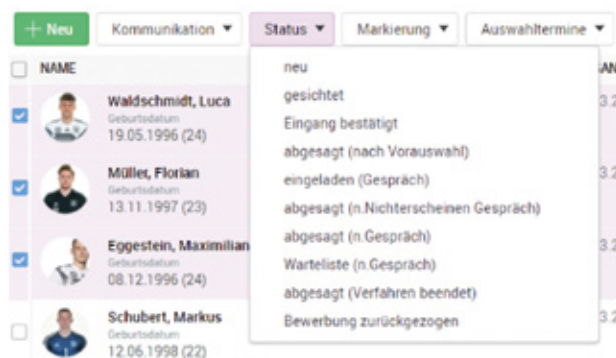 + Neu
Kommunikation
Status
Markierung
Auswahltermine
NAME
Waldschmidt, Luca
Geburtsdatum
19.05.1996 (24)
Müller, Florian
Geburtsdatum
13.11.1997 (23)
Eggestein, Maximilian
Geburtsdatum
08.12.1996 (24)
Schubert, Markus
Geburtsdatum
12.06.1998 (22)
neu
gesichtet
Eingang bestätigt
abgesagt (nach Vorauswahl)
eingeladen (Gespräch)
abgesagt (n.Nichterscheinen Gespräch)
abgesagt (n.Gespräch)
Warteliste (n.Gespräch)
abgesagt (Verfahren beendet)
Bewerbung zurückgezogen